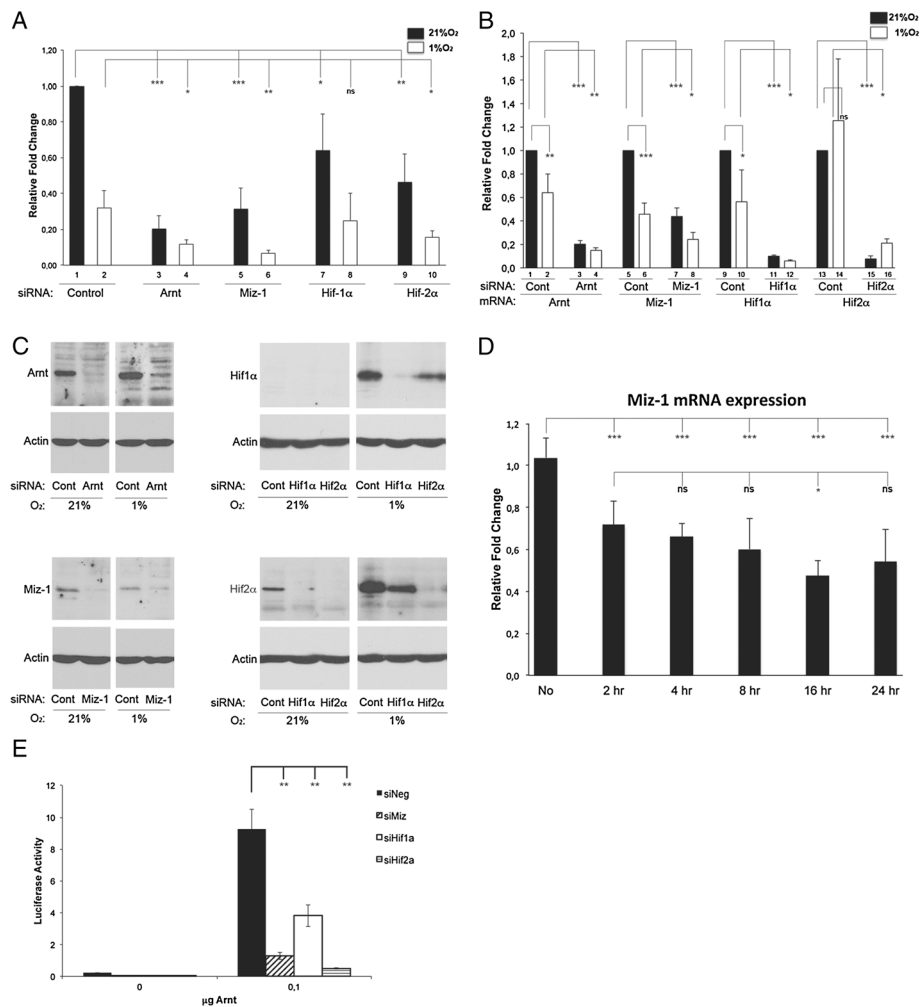 A
21%O₂
1%O₂
1,20
1,00
0,80
0,60
0,40
0,20
0,00
Relative Fold Change
*** *** * **
* ** ns *
1 2 3 4 5 6 7 8 9 10
siRNA: Control Arnt Miz-1 Hif-1α Hif-2α
B
21%O₂
1%O₂
2,0
1,8
1,6
1,4
1,2
1,0
0,8
0,6
0,4
0,2
0,0
Relative Fold Change
*** *** *** ***
** * * *
** *** * ns
1 2 3 4 5 6 7 8 9 10 11 12 13 14 15 16
siRNA: Cont Arnt Cont Miz-1 Cont Hif1α Cont Hif2α
mRNA: Arnt Miz-1 Hif1α Hif2α
C
Arnt
Actin
siRNA: Cont Arnt Cont Arnt
O₂: 21% 1%
Hif1α
Actin
siRNA: Cont Hif1α Hif2α Cont Hif1α Hif2α
O₂: 21% 1%
Miz-1
Actin
siRNA: Cont Miz-1 Cont Miz-1
O₂: 21% 1%
Hif2α
Actin
siRNA: Cont Hif1α Hif2α Cont Hif1α Hif2α
O₂: 21% 1%
D
Miz-1 mRNA expression
1,2
1,0
0,8
0,6
0,4
0,2
0,0
Relative Fold Change
*** *** *** *** ***
ns ns * ns
No 2 hr 4 hr 8 hr 16 hr 24 hr
E
12
10
8
6
4
2
0
Luciferase Activity
** ** **
siNeg
siMiz
siHif1a
siHif2a
0 0,1
µg Arnt